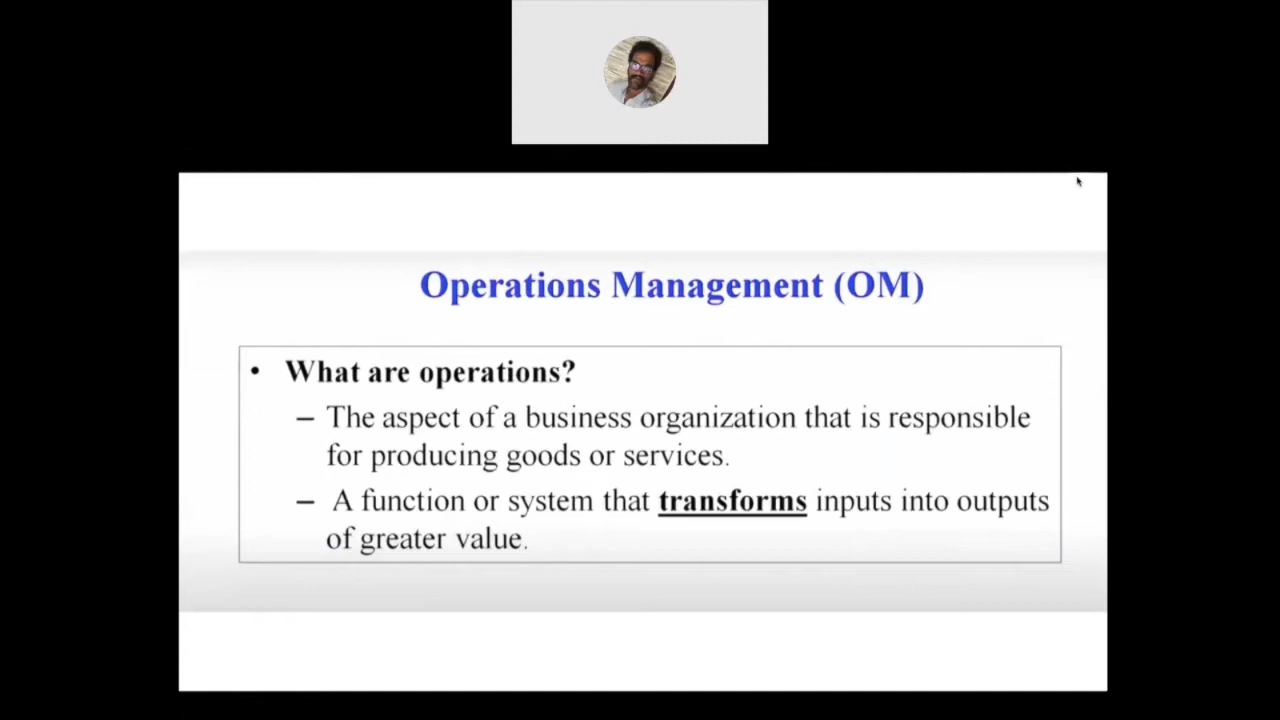 Operations Management (OM)
• What are operations?
– The aspect of a business organization that is responsible
for producing goods or services.
– A function or system that transforms inputs into outputs
of greater value.